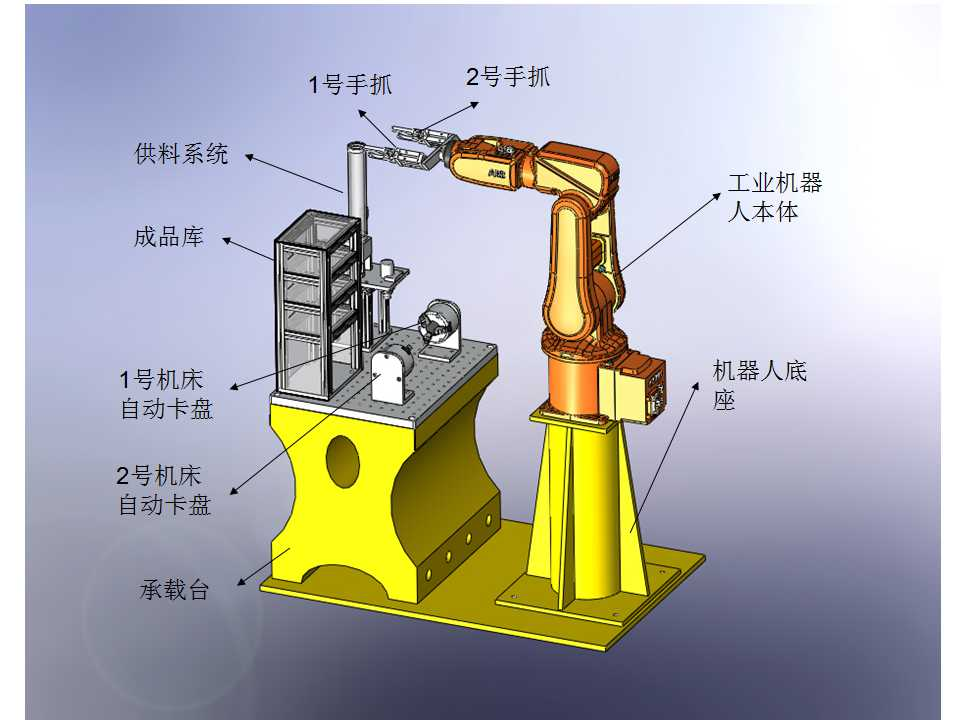 1号手抓
2号手抓
供料系统
工业机器
人本体
成品库
1号机床
自动卡盘
机器人底
座
2号机床
自动卡盘
承载台
ABB